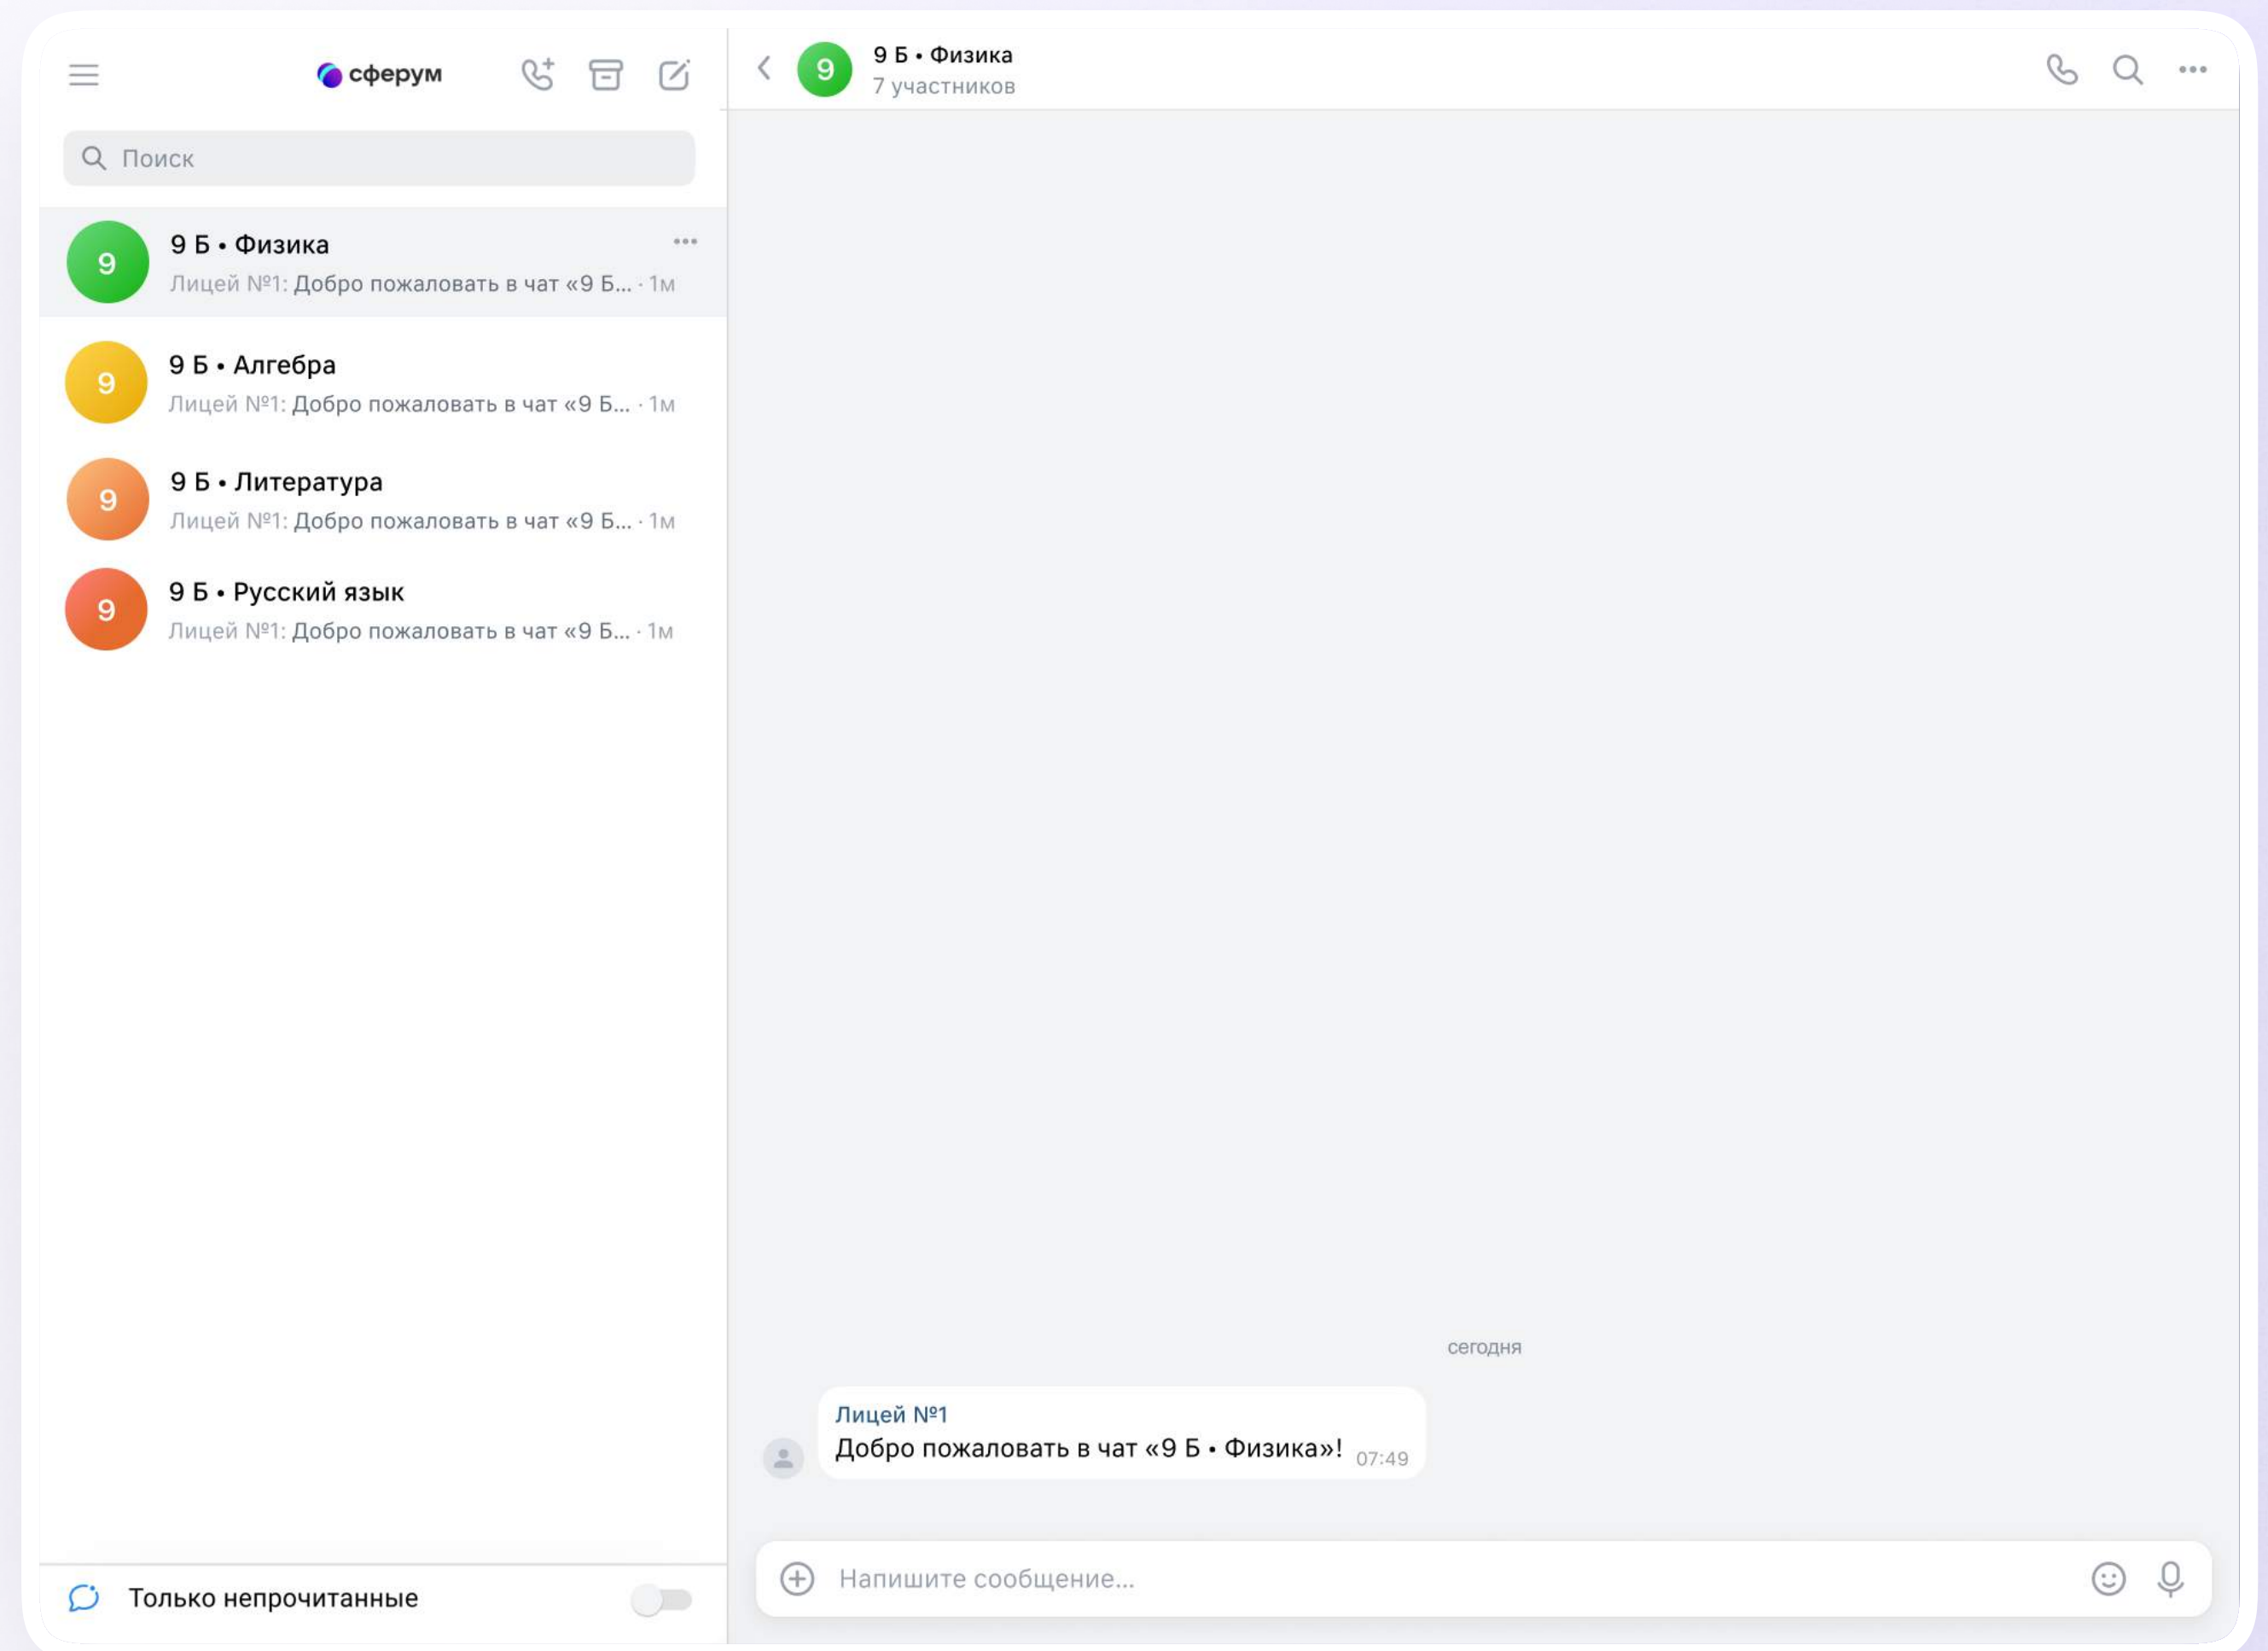 сферум
Поиск
9
9 Б • Физика
Лицей №1: Добро пожаловать в чат «9 Б... · 1м
9
9 Б • Алгебра
Лицей №1: Добро пожаловать в чат «9 Б... · 1м
9
9 Б • Литература
Лицей №1: Добро пожаловать в чат «9 Б... · 1м
9
9 Б • Русский язык
Лицей №1: Добро пожаловать в чат «9 Б... · 1м
Только непрочитанные
9
9 Б • Физика
7 участников
сегодня
Лицей №1
Добро пожаловать в чат «9 Б • Физика»! 07:49
Напишите сообщение...